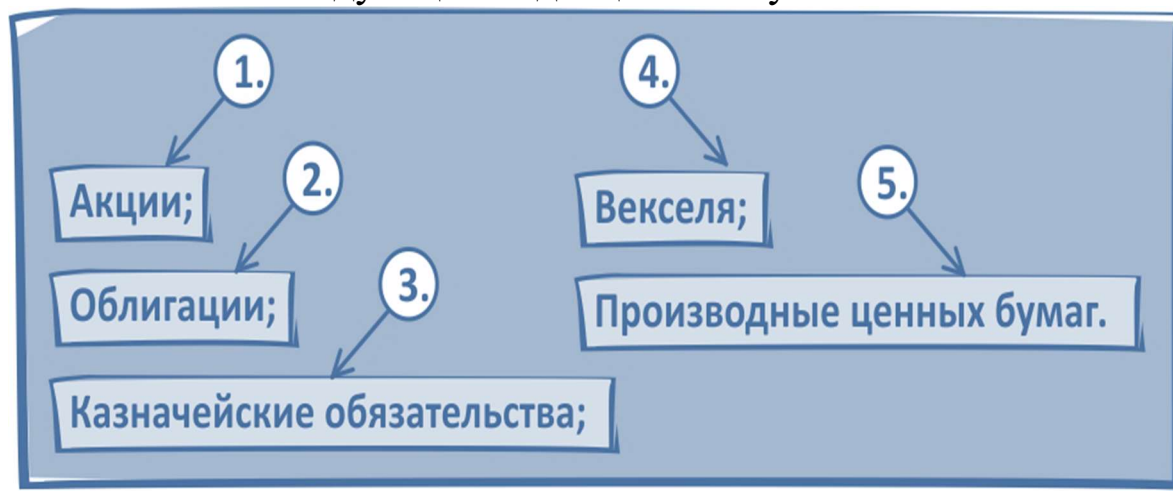 1.
Акции;
2.
Облигации;
3.
Казначейские обязательства;
4.
Векселя;
5.
Производные ценных бумаг.